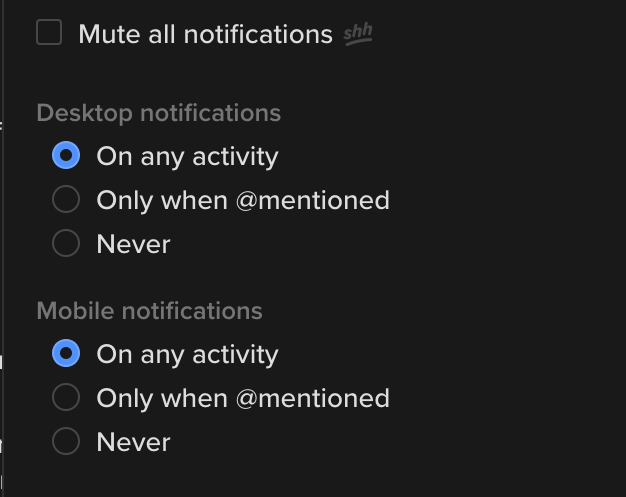 Mute all notifications shh
Desktop notifications
On any activity
Only when @mentioned
Never
Mobile notifications
On any activity
Only when @mentioned
Never